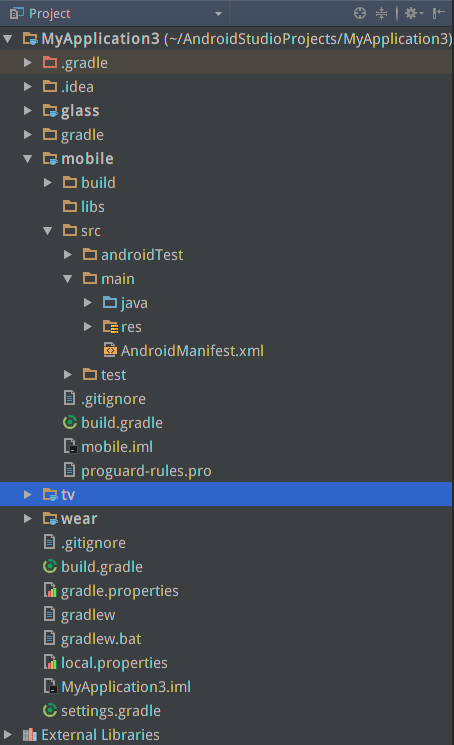 Project
MyApplication3 (~/AndroidStudioProjects/MyApplication3)
.gradle
.idea
glass
gradle
mobile
build
libs
src
androidTest
main
java
res
AndroidManifest.xml
test
.gitignore
build.gradle
mobile.iml
proguard-rules.pro
tv
wear
.gitignore
build.gradle
gradle.properties
gradlew
gradlew.bat
local.properties
MyApplication3.iml
settings.gradle
External Libraries